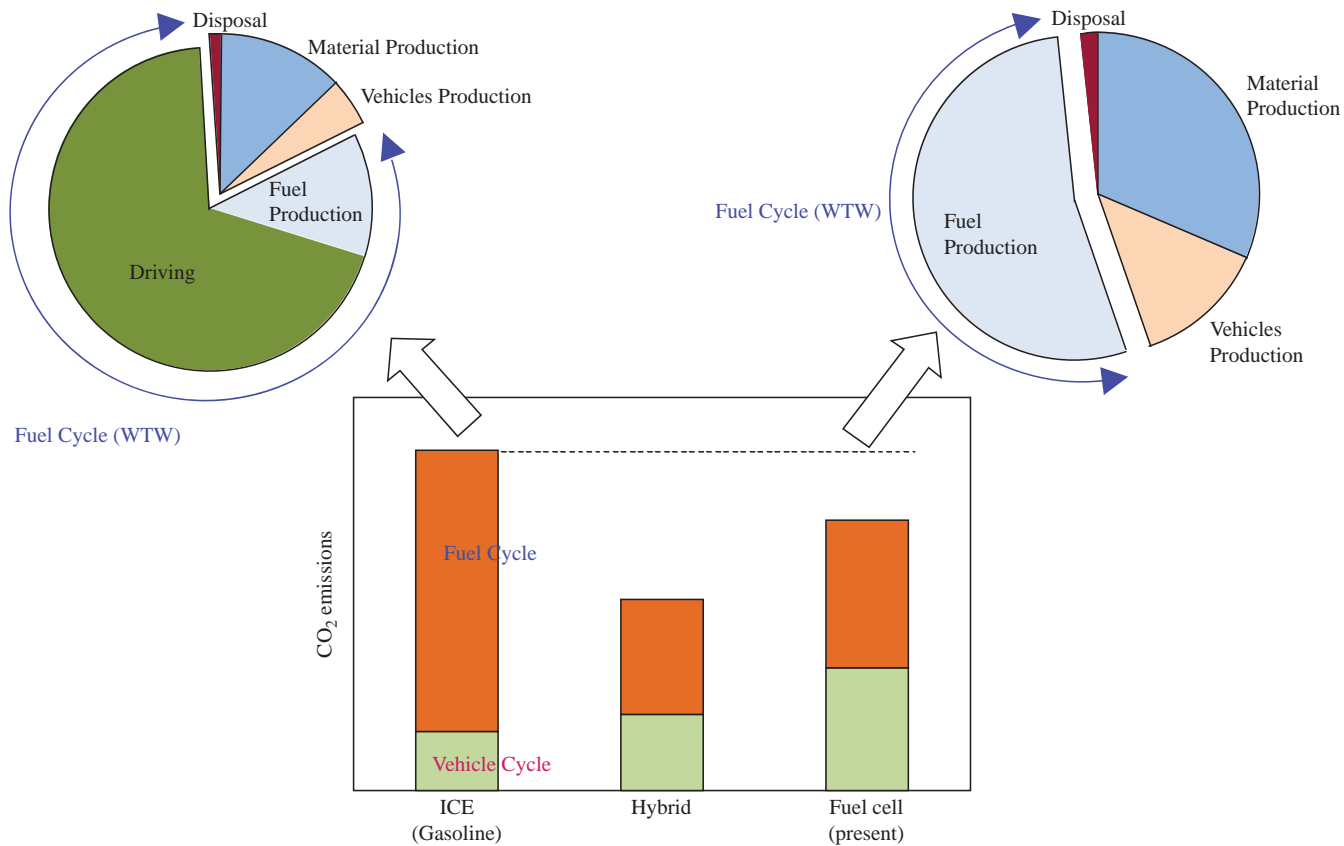 Disposal
Material Production
Vehicles Production
Fuel
Production
Driving
Fuel Cycle (WTW)
Disposal
Material
Production
Fuel Cycle (WTW)
Fuel
Production
Vehicles
Production
CO₂ emissions
Fuel Cycle
Vehicle Cycle
ICE
(Gasoline)
Hybrid
Fuel cell
(present)